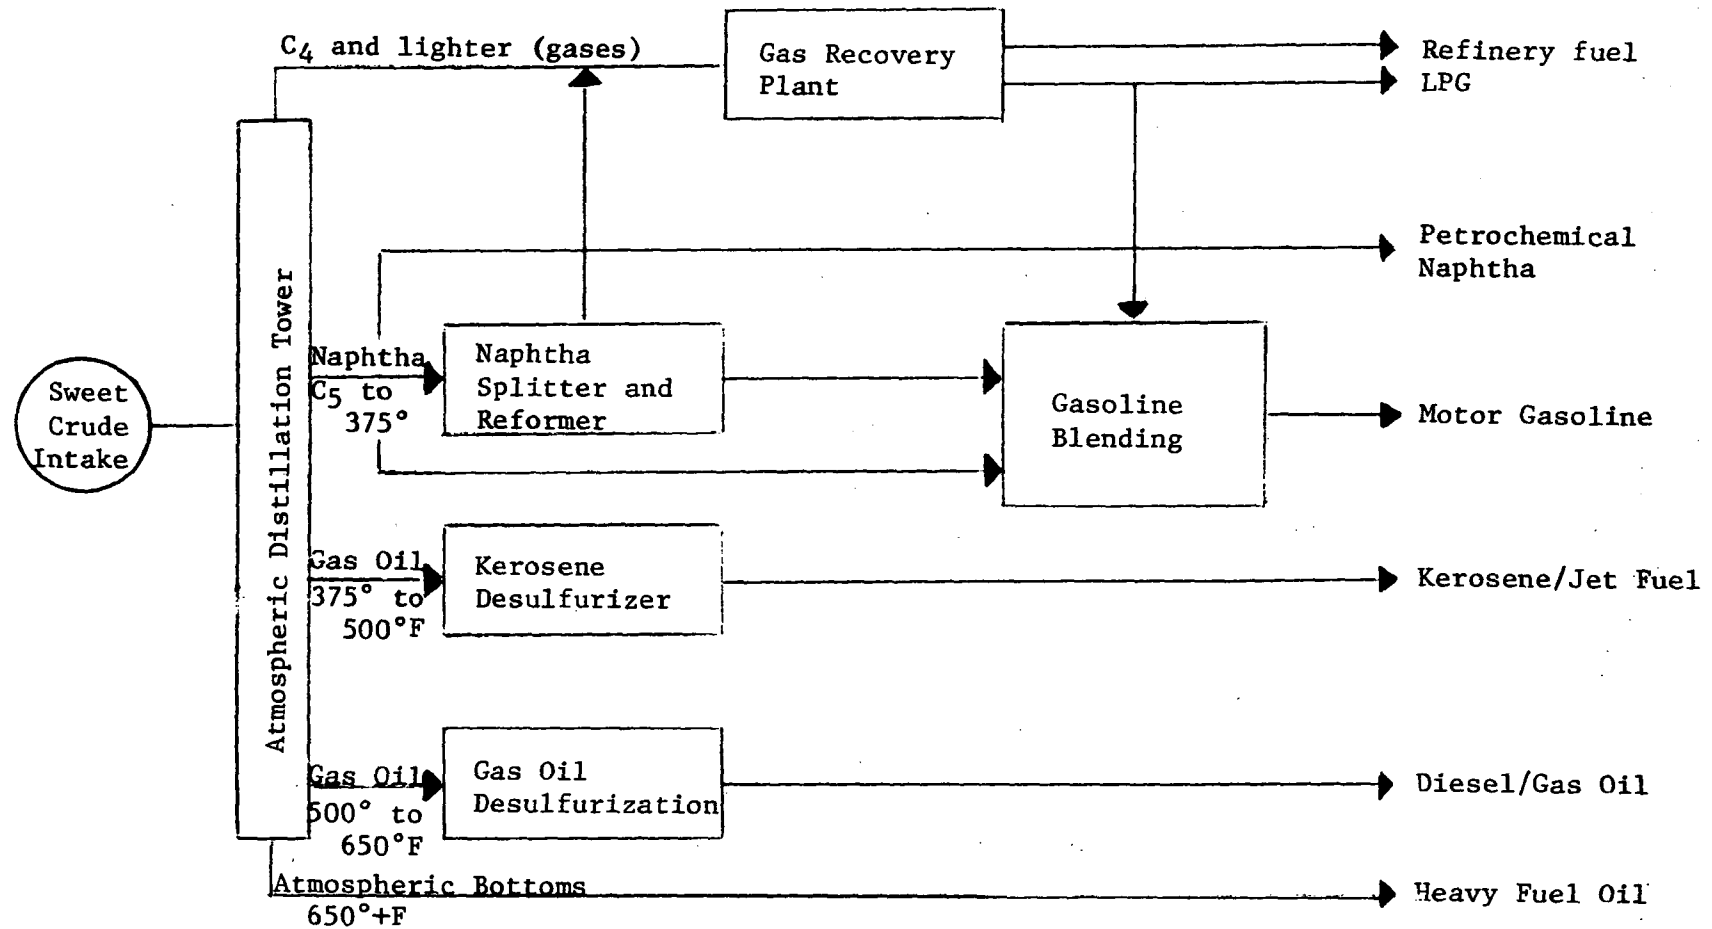 C4 and lighter (gases)
Gas Recovery
Plant
Refinery fuel
LPG
Petrochemical
Naphtha
Sweet
Crude
Intake
Atmospheric Distillation Tower
Naphtha
C5 to
375°
Naphtha
Splitter and
Reformer
Gasoline
Blending
Motor Gasoline
Gas Oil
375° to
500°F
Kerosene
Desulfurizer
Kerosene/Jet Fuel
Gas Oil
500° to
650°F
Gas Oil
Desulfurization
Diesel/Gas Oil
Atmospheric Bottoms
650°+F
Heavy Fuel Oil